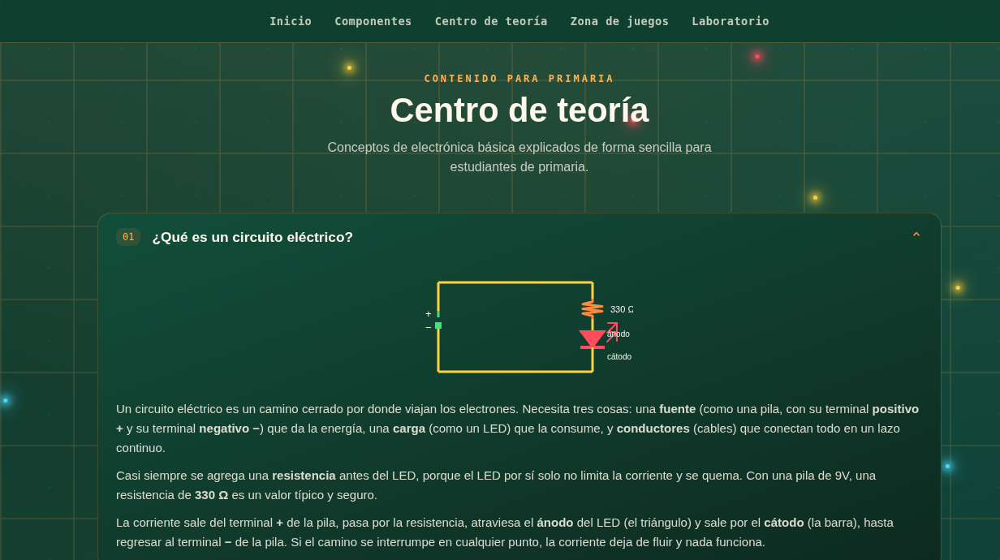 Inicio Componentes Centro de teoría Zona de juegos Laboratorio
CONTENIDO PARA PRIMARIA
Centro de teoría
Conceptos de electrónica básica explicados de forma sencilla para
estudiantes de primaria.
01 ¿Qué es un circuito eléctrico?
+
−
330 Ω
ánodo
cátodo
Un circuito eléctrico es un camino cerrado por donde viajan los electrones. Necesita tres cosas: una fuente (como una pila, con su terminal positivo
+ y su terminal negativo −) que da la energía, una carga (como un LED) que la consume, y conductores (cables) que conectan todo en un lazo
continuo.
Casi siempre se agrega una resistencia antes del LED, porque el LED por sí solo no limita la corriente y se quema. Con una pila de 9V, una
resistencia de 330 Ω es un valor típico y seguro.
La corriente sale del terminal + de la pila, pasa por la resistencia, atraviesa el ánodo del LED (el triángulo) y sale por el cátodo (la barra), hasta
regresar al terminal − de la pila. Si el camino se interrumpe en cualquier punto, la corriente deja de fluir y nada funciona.